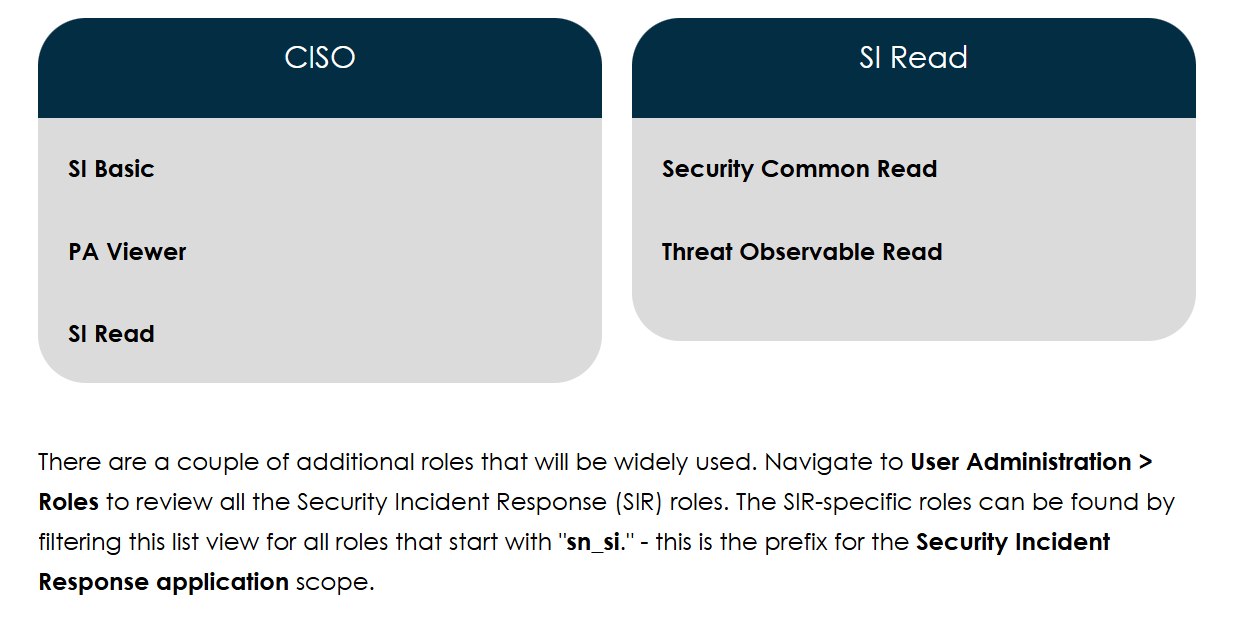 CISO
SI Basic
PA Viewer
SI Read
SI Read
Security Common Read
Threat Observable Read
There are a couple of additional roles that will be widely used. Navigate to User Administration >
Roles to review all the Security Incident Response (SIR) roles. The SIR-specific roles can be found by
filtering this list view for all roles that start with "sn_si." - this is the prefix for the Security Incident
Response application scope.